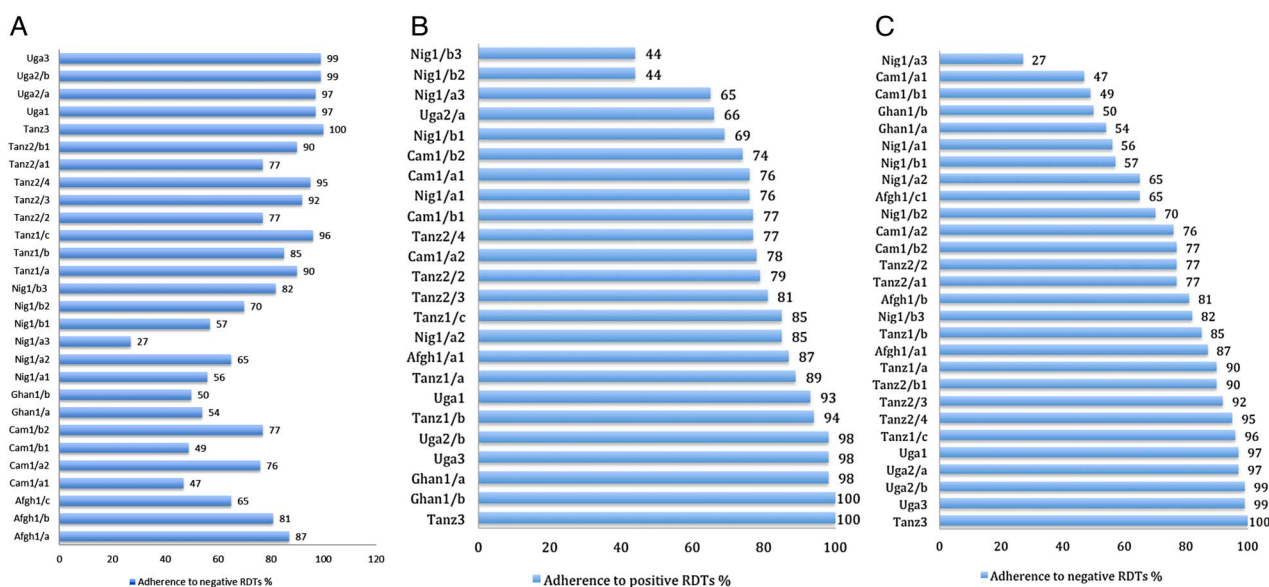 A
Uga3 99
Uga2/b 99
Uga2/a 97
Uga1 97
Tanz3 100
Tanz2/b1 90
Tanz2/a1 77
Tanz2/4 95
Tanz2/3 92
Tanz2/2 77
Tanz1/c 96
Tanz1/b 85
Tanz1/a 90
Nig1/b3 82
Nig1/b2 70
Nig1/b1 57
Nig1/a3 27
Nig1/a2 65
Nig1/a1 56
Ghan1/b 50
Ghan1/a 54
Cam1/b2 77
Cam1/b1 49
Cam1/a2 76
Cam1/a1 47
Afgh1/c 65
Afgh1/b 81
Afgh1/a 87
0 20 40 60 80 100 120
Adherence to negative RDTs %
B
Nig1/b3 44
Nig1/b2 44
Nig1/a3 65
Uga2/a 66
Nig1/b1 69
Cam1/b2 74
Cam1/a1 76
Nig1/a1 76
Cam1/b1 77
Tanz2/4 77
Cam1/a2 78
Tanz2/2 79
Tanz2/3 81
Tanz1/c 85
Nig1/a2 85
Afgh1/a1 87
Tanz1/a 89
Uga1 93
Tanz1/b 94
Uga2/b 98
Uga3 98
Ghan1/a 98
Ghan1/b 100
Tanz3 100
0 20 40 60 80 100
Adherence to positive RDTs %
C
Nig1/a3 27
Cam1/a1 47
Cam1/b1 49
Ghan1/b 50
Ghan1/a 54
Nig1/a1 56
Nig1/b1 57
Nig1/a2 65
Afgh1/c1 65
Nig1/b2 70
Cam1/a2 76
Cam1/b2 77
Tanz2/2 77
Tanz2/a1 77
Afgh1/b 81
Nig1/b3 82
Tanz1/b 85
Afgh1/a1 87
Tanz1/a 90
Tanz2/b1 90
Tanz2/3 92
Tanz2/4 95
Tanz1/c 96
Uga1 97
Uga2/a 97
Uga2/b 99
Uga3 99
Tanz3 100
0 20 40 60 80 100
Adherence to negative RDTs %